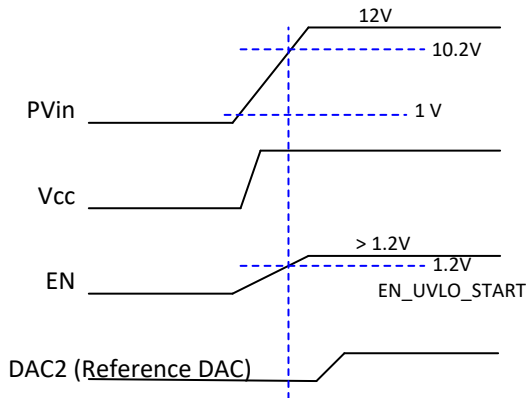 12V
10.2V
PVin
1 V
Vcc
> 1.2V
1.2V
EN
EN_UVLO_START
DAC2 (Reference DAC)